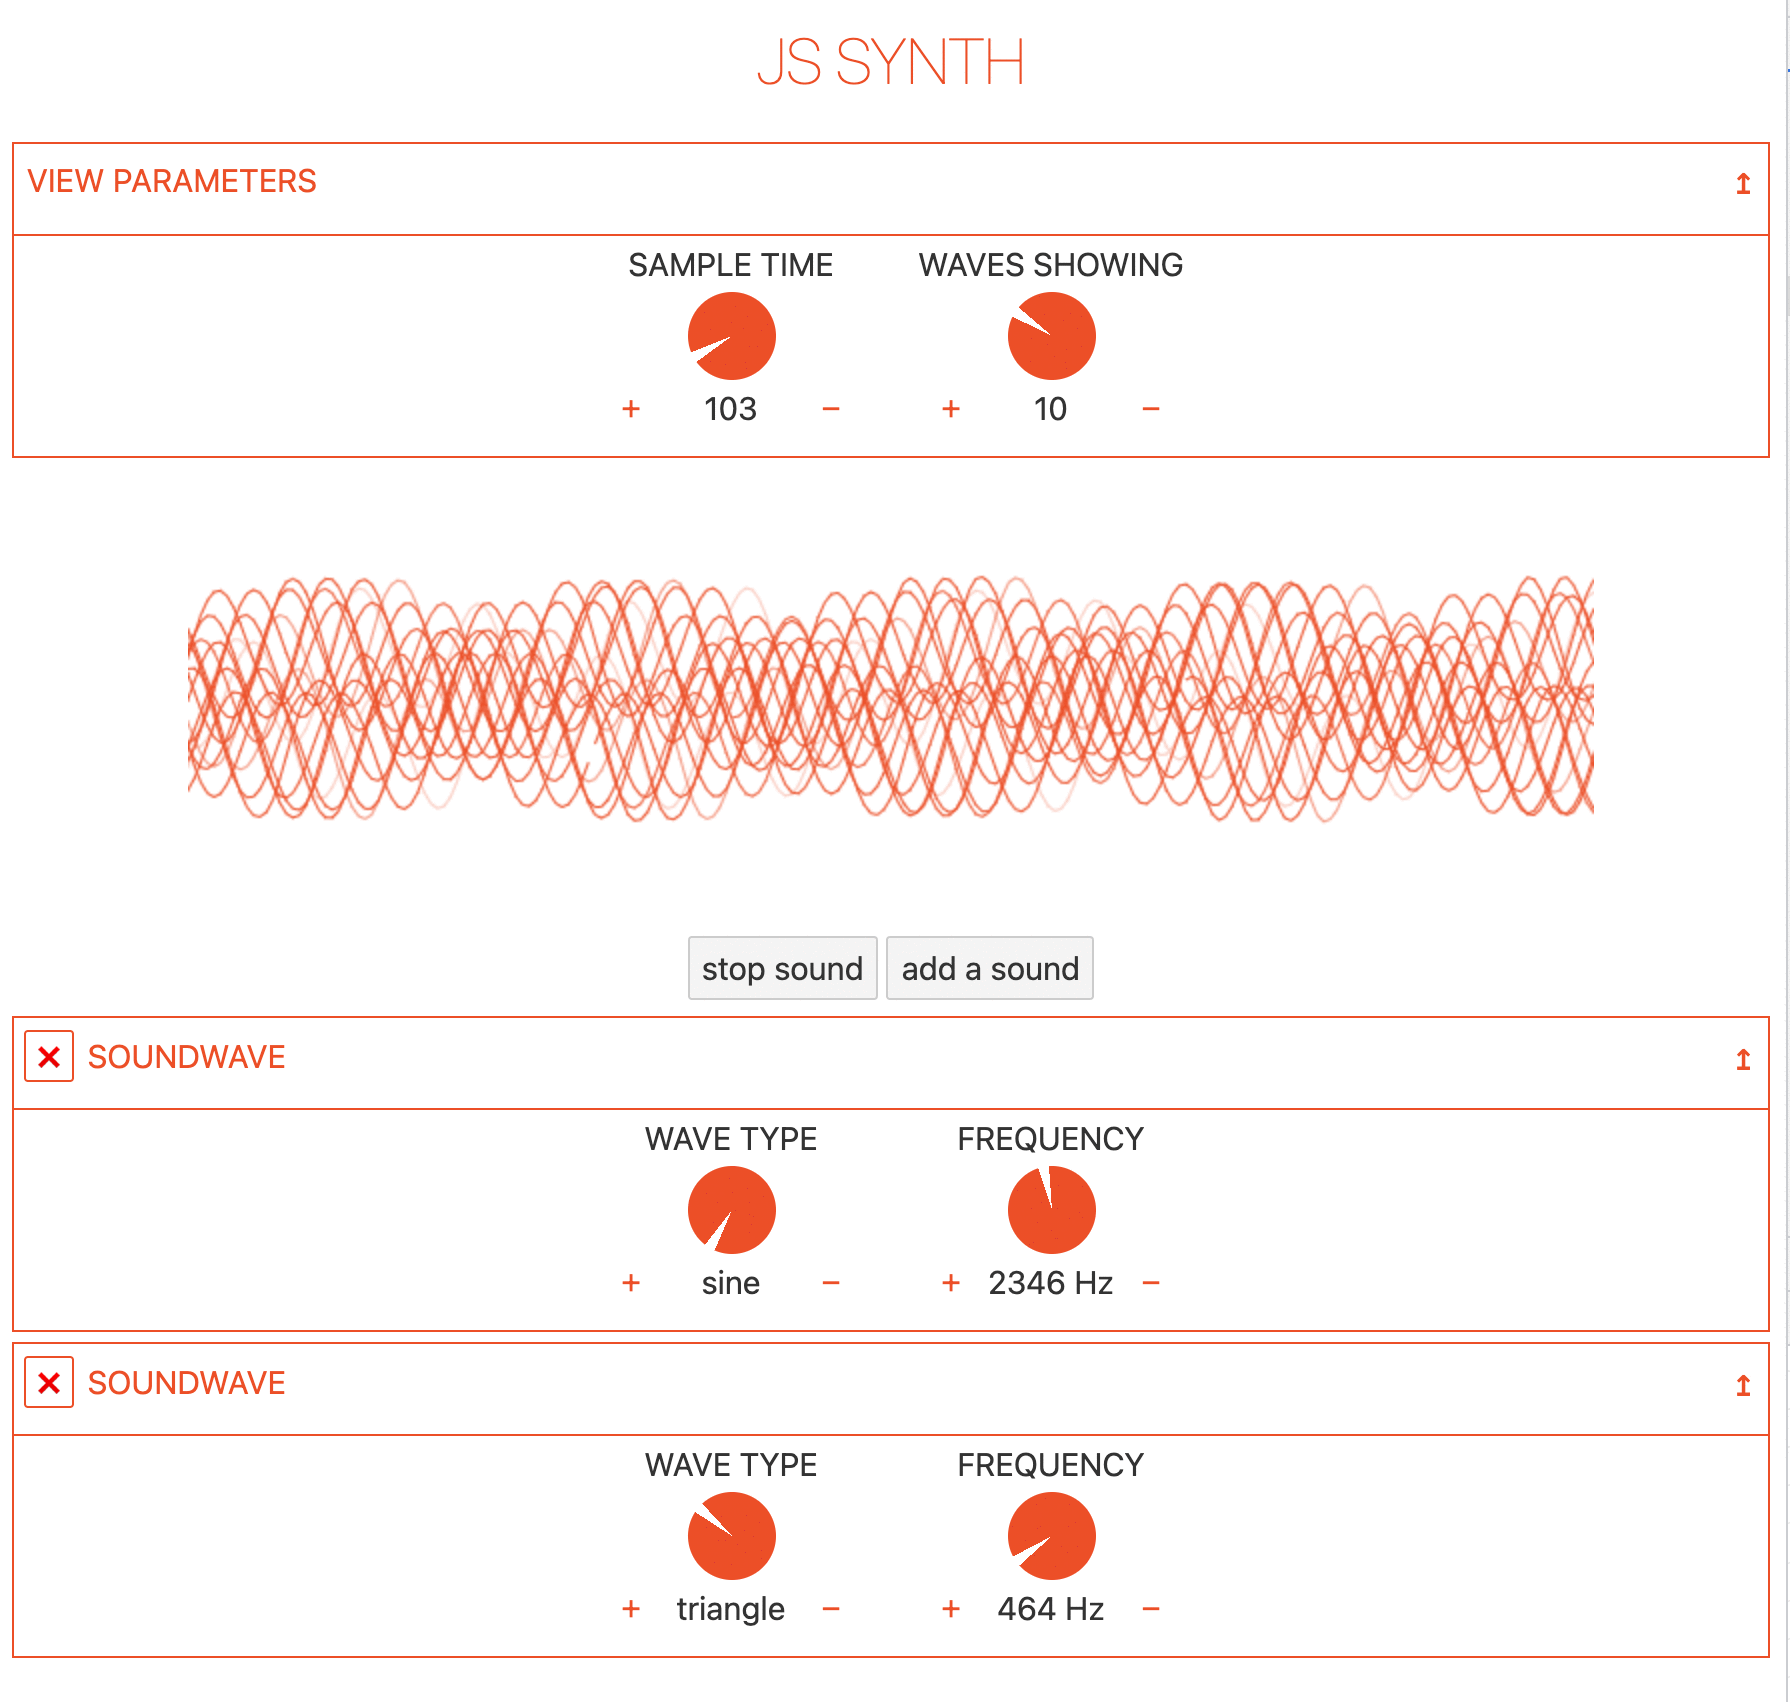 JS SYNTH
VIEW PARAMETERS ↥
SAMPLE TIME WAVES SHOWING
+ 103 − + 10 −
stop sound add a sound
× SOUNDWAVE ↥
WAVE TYPE FREQUENCY
+ sine − + 2346 Hz −
× SOUNDWAVE ↥
WAVE TYPE FREQUENCY
+ triangle − + 464 Hz −